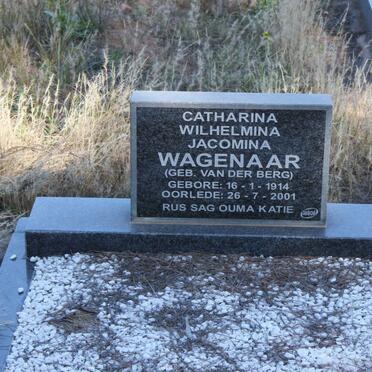 CATHARINA
WILHELMINA
JACOMINA
WAGENAAR
(GEB. VAN DER BERG)
GEBORE: 16 - 1 - 1914
OORLEDE: 26 - 7 - 2001
RUS SAG OUMA KATIE